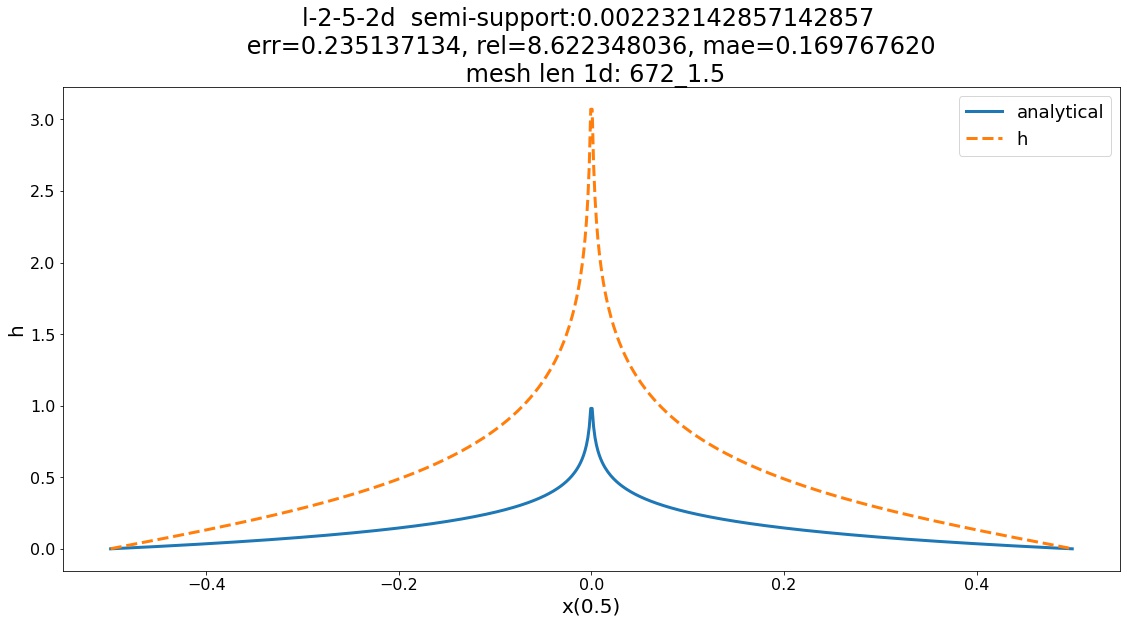 l-2-5-2d  semi-support:0.002232142857142857
err=0.235137134, rel=8.622348036, mae=0.169767620
mesh len 1d: 672_1.5
analytical
h
3.0
2.5
2.0
1.5
1.0
0.5
0.0
h
−0.4
−0.2
0.0
0.2
0.4
x(0.5)